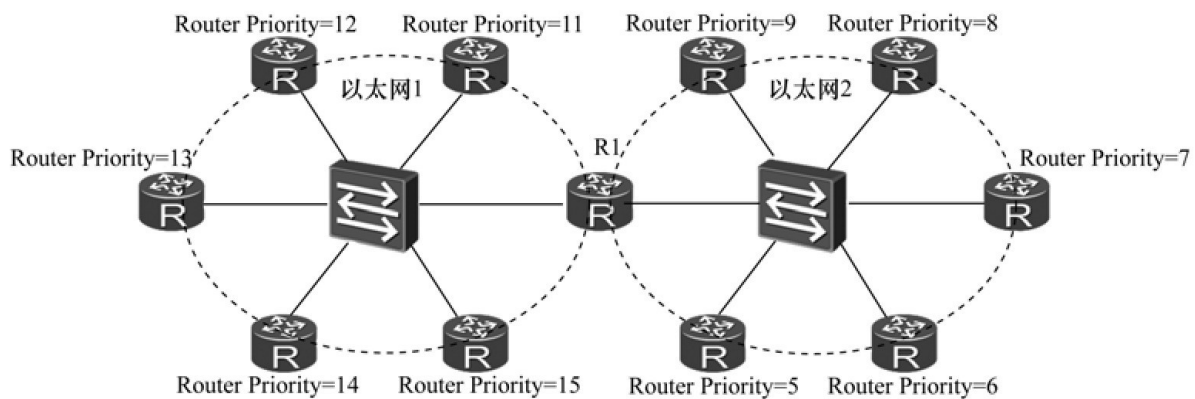 Router Priority=12
Router Priority=11
Router Priority=9
Router Priority=8
以太网1
以太网2
R
R
R
R
R1
Router Priority=13
Router Priority=7
R
R
R
R
R
R
R
Router Priority=14
Router Priority=15
Router Priority=5
Router Priority=6